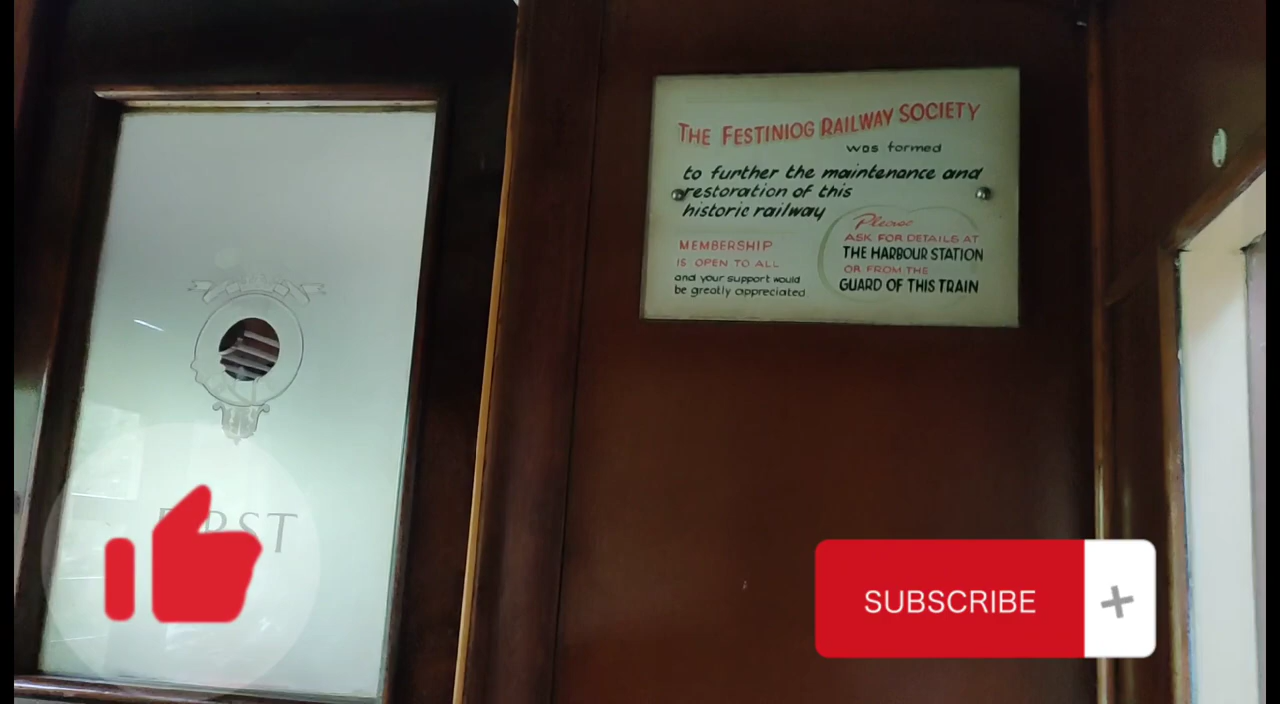 THE FESTINIOG RAILWAY SOCIETY
was formed
to further the maintenance and
restoration of this
historic railway
MEMBERSHIP
IS OPEN TO ALL
and your support would
be greatly appreciated
Please
ASK FOR DETAILS AT
THE HARBOUR STATION
OR FROM THE
GUARD OF THIS TRAIN
FIRST
SUBSCRIBE